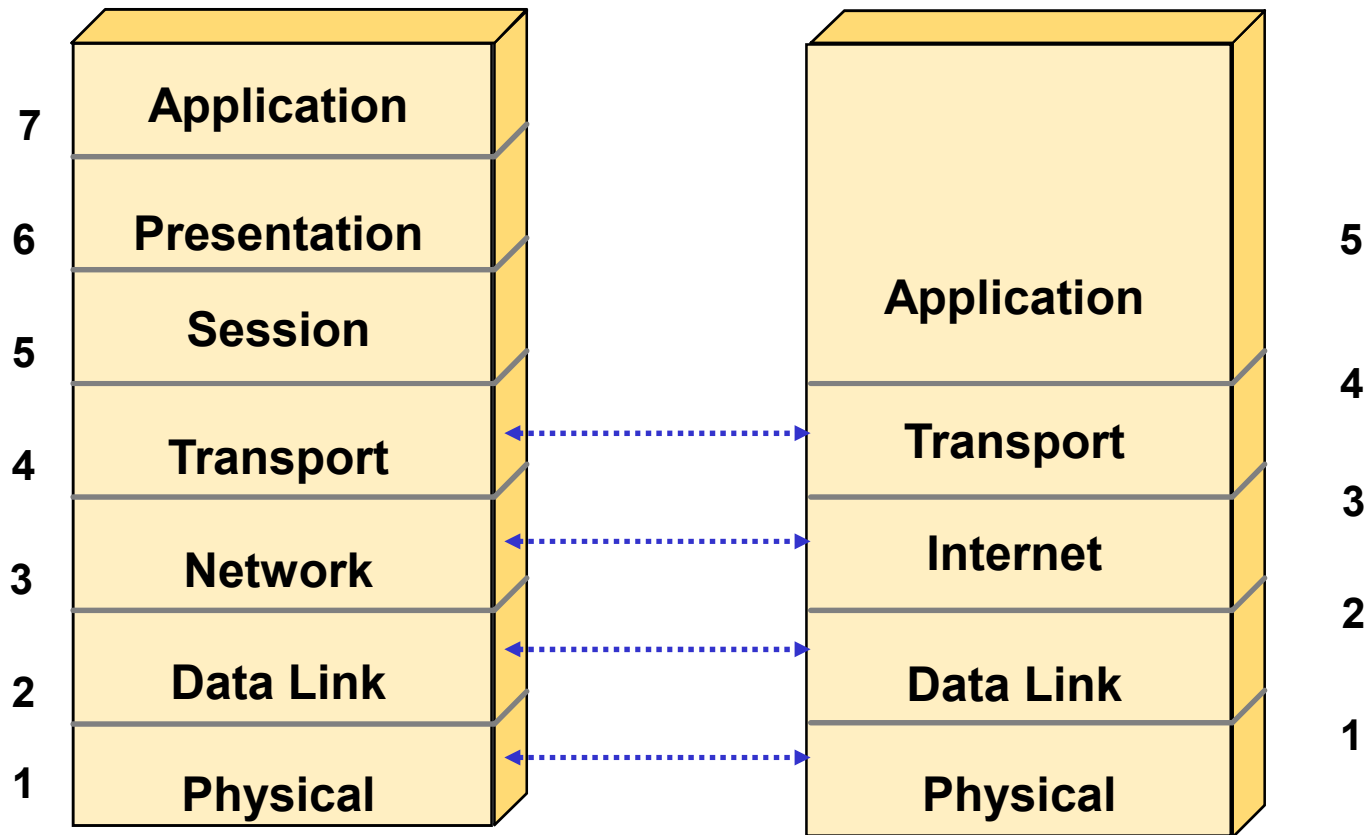 7 Application
6 Presentation
5 Session
4 Transport
3 Network
2 Data Link
1 Physical
Application 5
Transport 4
Internet 3
Data Link 2
Physical 1